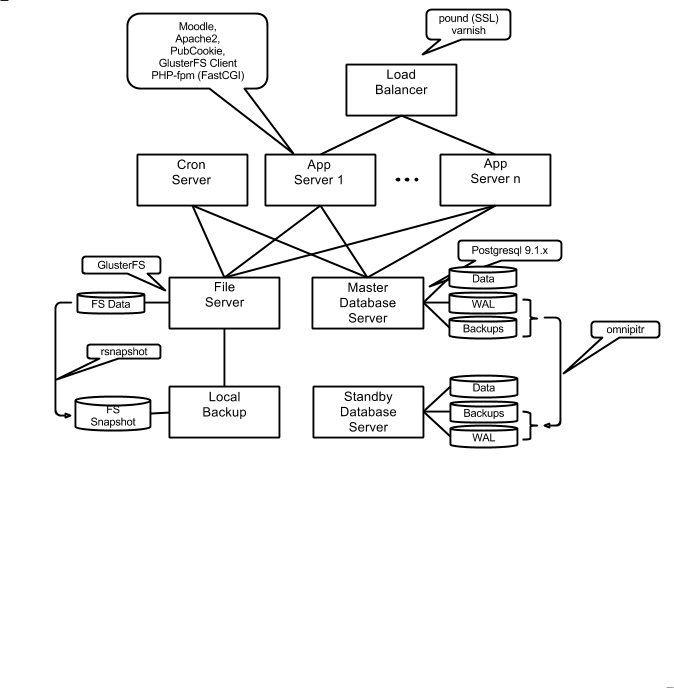 Moodle,
Apache2,
PubCookie,
GlusterFS Client
PHP-fpm (FastCGI)
pound (SSL)
varnish
Load
Balancer
Cron
Server
App
Server 1
App
Server n
GlusterFS
File
Server
FS Data
Master
Database
Server
Postgresql 9.1.x
Data
WAL
Backups
omnipitr
rsnapshot
FS
Snapshot
Local
Backup
Standby
Database
Server
Data
Backups
WAL